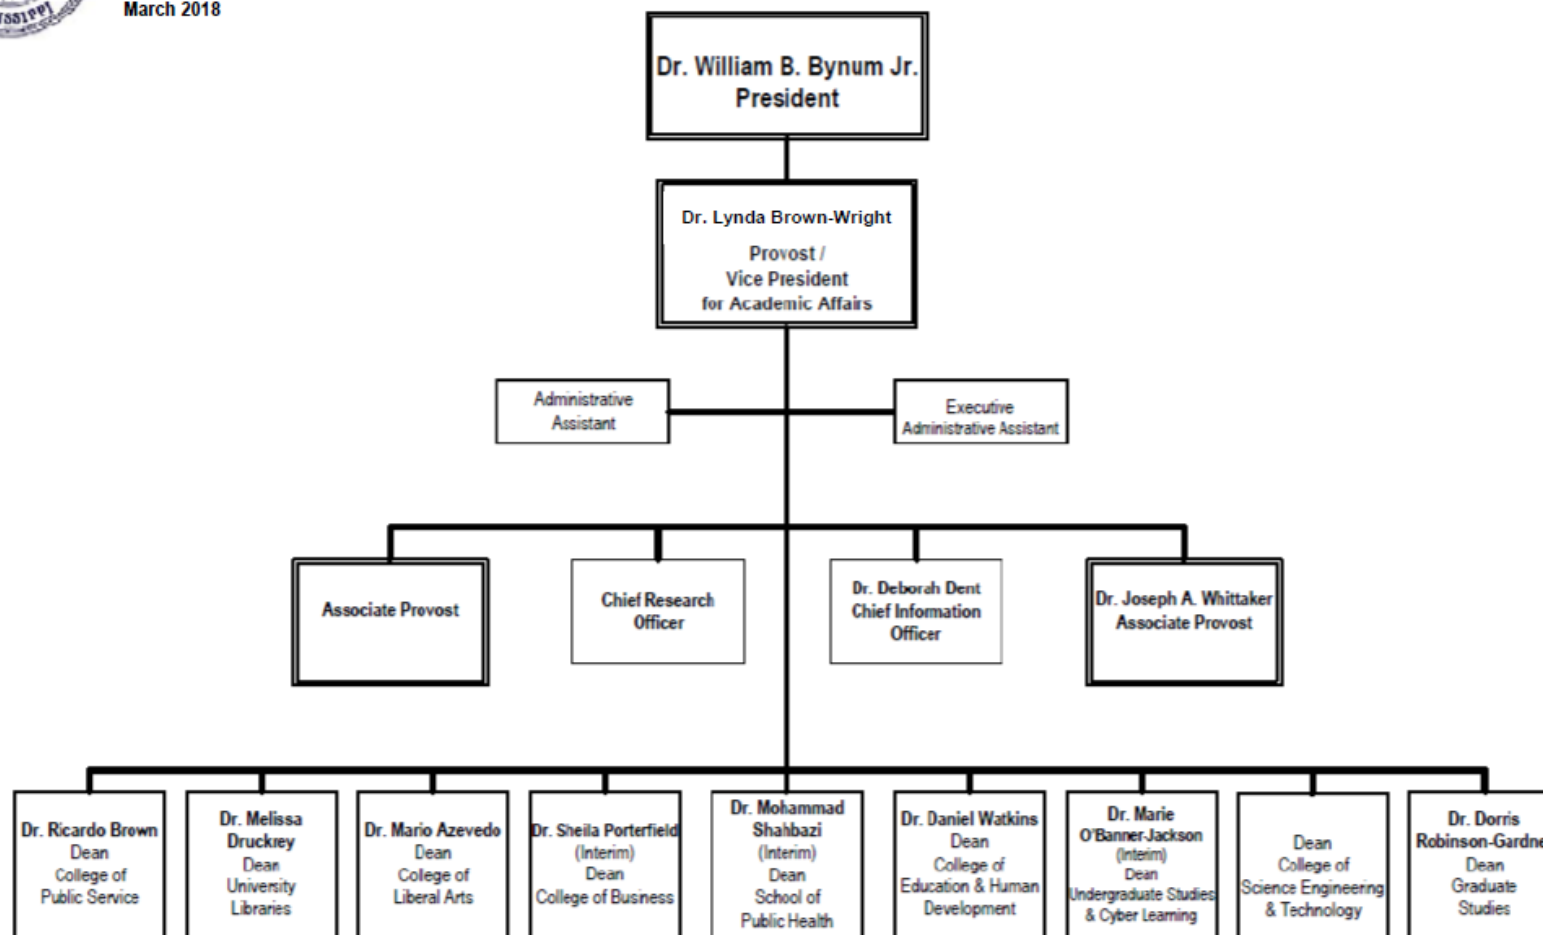 March 2018
Dr. William B. Bynum Jr.
President
Dr. Lynda Brown-Wright
Provost /
Vice President
for Academic Affairs
Administrative
Assistant
Executive
Administrative Assistant
Associate Provost
Chief Research
Officer
Dr. Deborah Dent
Chief Information
Officer
Dr. Joseph A. Whittaker
Associate Provost
Dr. Ricardo Brown
Dean
College of
Public Service
Dr. Melissa
Druckrey
Dean
University
Libraries
Dr. Mario Azevedo
Dean
College of
Liberal Arts
Dr. Sheila Porterfield
(Interim)
Dean
College of Business
Dr. Mohammad
Shahbazi
(Interim)
Dean
School of
Public Health
Dr. Daniel Watkins
Dean
College of
Education & Human
Development
Dr. Marie
O'Banner-Jackson
(Interim)
Dean
Undergraduate Studies
& Cyber Learning
Dean
College of
Science Engineering
& Technology
Dr. Dorris
Robinson-Gardne
Dean
Graduate
Studies